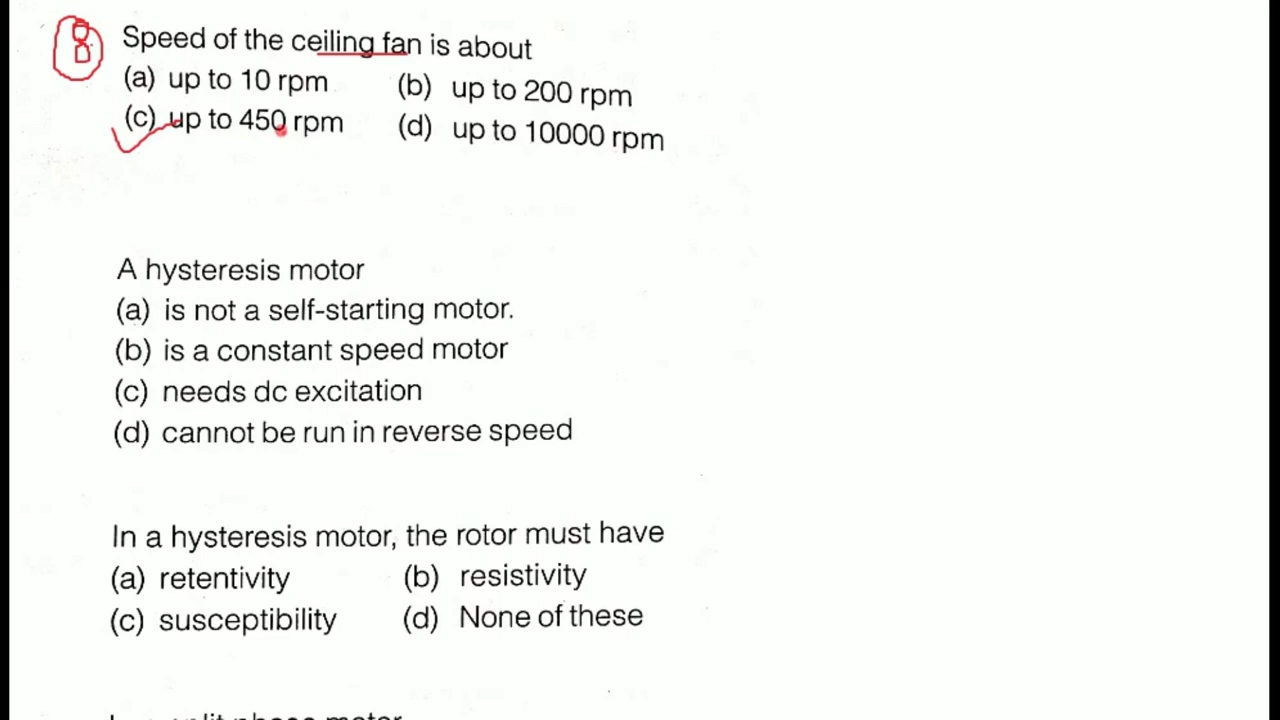 8
Speed of the ceiling fan is about
(a) up to 10 rpm (b) up to 200 rpm
(c) up to 450 rpm (d) up to 10000 rpm
A hysteresis motor
(a) is not a self-starting motor.
(b) is a constant speed motor
(c) needs dc excitation
(d) cannot be run in reverse speed
In a hysteresis motor, the rotor must have
(a) retentivity (b) resistivity
(c) susceptibility (d) None of these